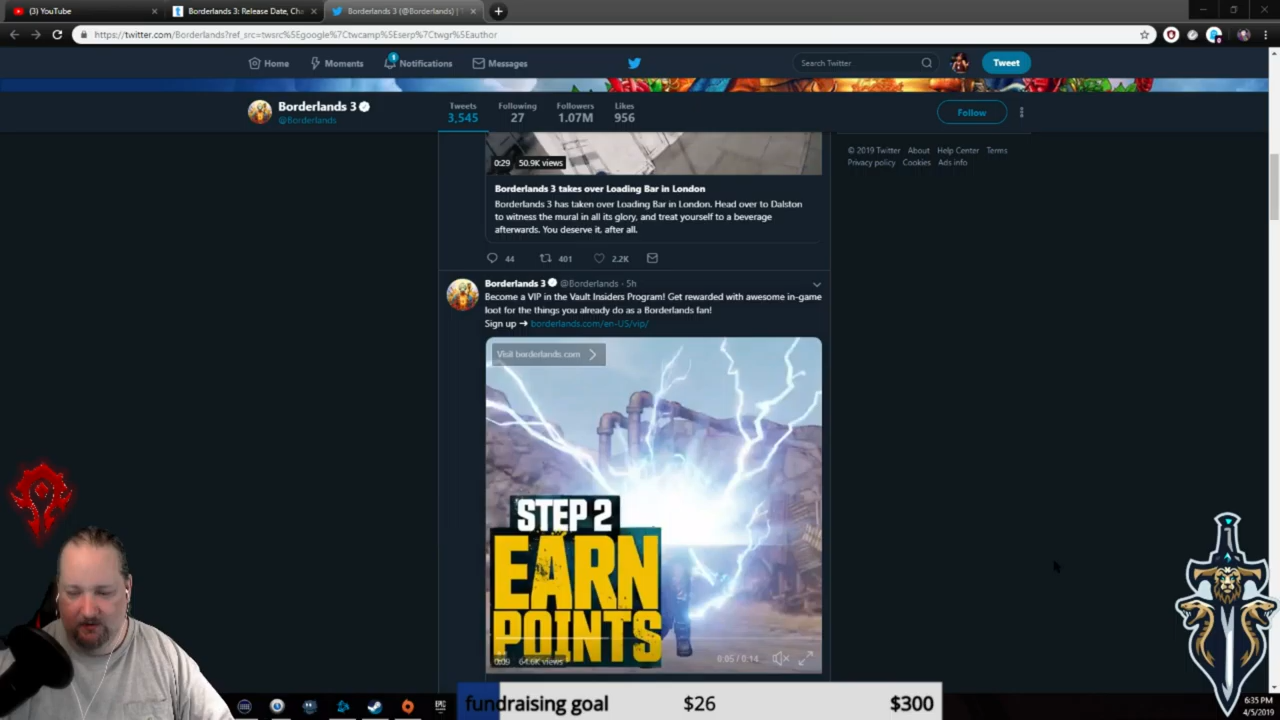 (3) YouTube
Borderlands 3: Release Date, Cha
Borderlands 3 (@Borderlands) | T
https://twitter.com/Borderlands?ref_src=twsrc%5Egoogle%7Ctwcamp%5Eserp%7Ctwgr%5Eauthor
Home
Moments
1
Notifications
Messages
Search Twitter
Tweet
Borderlands 3
@Borderlands
Tweets
3,545
Following
27
Followers
1.07M
Likes
956
Follow
0:29 50.9K views
© 2019 Twitter About Help Center Terms
Privacy policy Cookies Ads info
Borderlands 3 takes over Loading Bar in London
Borderlands 3 has taken over Loading Bar in London. Head over to Dalston
to witness the mural in all its glory, and treat yourself to a beverage
afterwards. You deserve it, after all.
44 401 2.2K
Borderlands 3 @Borderlands · 5h
Become a VIP in the Vault Insiders Program! Get rewarded with awesome in-game
loot for the things you already do as a Borderlands fan!
Sign up → borderlands.com/en-US/vip/
Visit borderlands.com
STEP 2
EARN
POINTS
0:09 64.6K views
0:05 / 0:14
EPIC
fundraising goal $26 $300
6:35 PM
4/5/2019